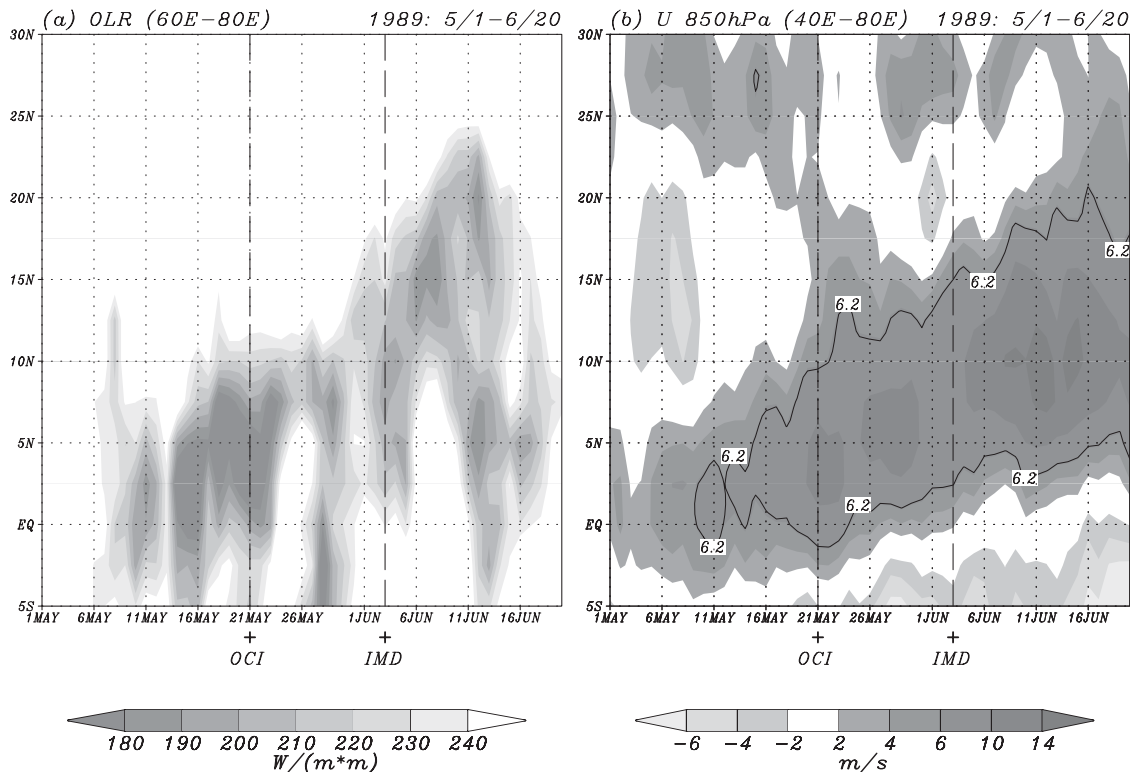 (a) OLR (60E−80E) 1989: 5/1−6/20
30N
25N
20N
15N
10N
5N
EQ
5S
1MAY 6MAY 11MAY 16MAY 21MAY 26MAY 1JUN 6JUN 11JUN 16JUN
+ +
OCI IMD
180 190 200 210 220 230 240
W/(m*m)
(b) U 850hPa (40E−80E) 1989: 5/1−6/20
30N
25N
20N
15N
10N
5N
EQ
5S
6.2
6.2
6.2
6.2
6.2
6.2
6.2
1MAY 6MAY 11MAY 16MAY 21MAY 26MAY 1JUN 6JUN 11JUN 16JUN
+ +
OCI IMD
−6 −4 −2 2 4 6 10 14
m/s